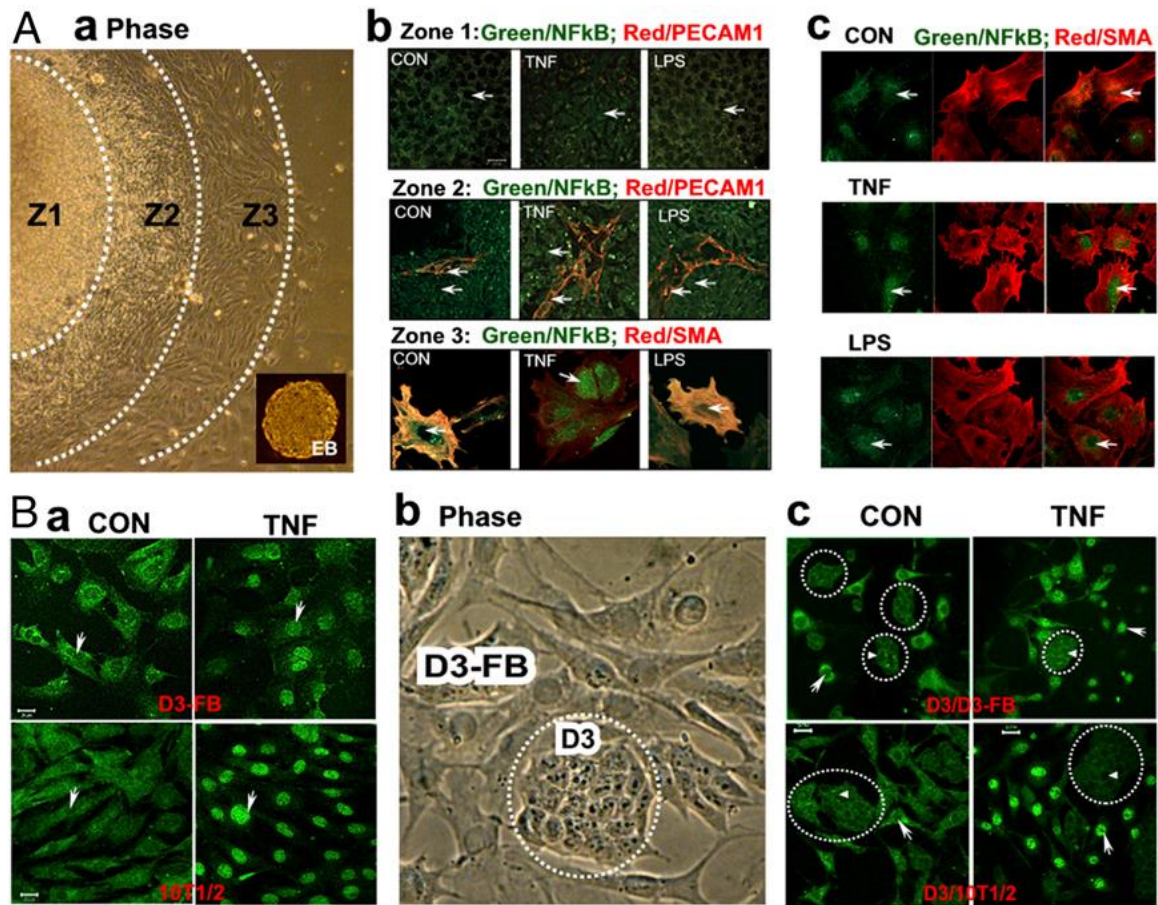 A
a Phase
Z1
Z2
Z3
EB
b Zone 1:Green/NFkB; Red/PECAM1
CON
TNF
LPS
Zone 2: Green/NFkB; Red/PECAM1
CON
TNF
LPS
Zone 3: Green/NFkB; Red/SMA
CON
TNF
LPS
c
CON Green/NFkB; Red/SMA
TNF
LPS
B
a CON TNF
D3-FB
10T1/2
b Phase
D3-FB
D3
c CON TNF
D3/D3-FB
D3/10T1/2